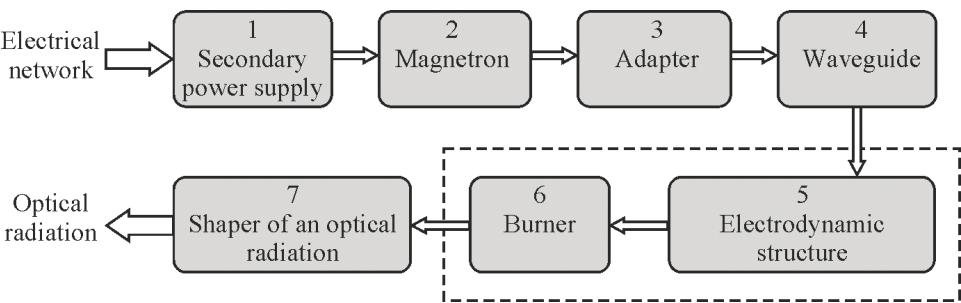 Electrical
network
1
Secondary
power supply
2
Magnetron
3
Adapter
4
Waveguide
5
Electrodynamic
structure
6
Burner
7
Shaper of an optical
radiation
Optical
radiation